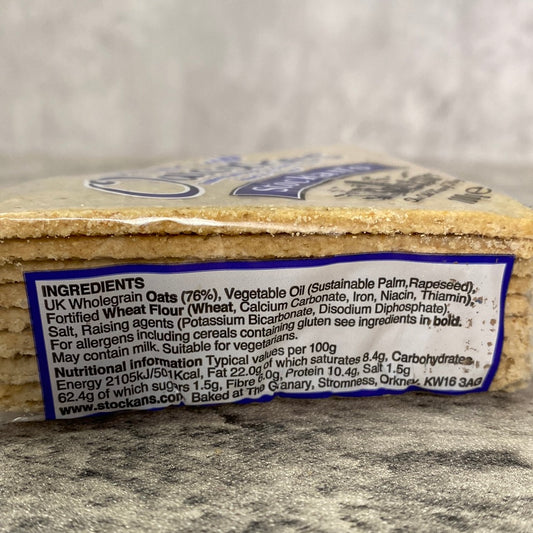 Stockan's
INGREDIENTS
UK Wholegrain Oats (76%), Vegetable Oil (Sustainable Palm,Rapeseed),
Fortified Wheat Flour (Wheat, Calcium Carbonate, Iron, Niacin, Thiamin),
Salt, Raising agents (Potassium Bicarbonate, Disodium Diphosphate).
For allergens including cereals containing gluten see ingredients in bold.
May contain milk. Suitable for vegetarians.
Nutritional Information Typical values per 100g
Energy 2105kJ/501Kcal, Fat 22.0g of which saturates 8.4g, Carbohydrates
62.4g of which sugars 1.5g, Fibre 6.0g, Protein 10.4g, Salt 1.5g
www.stockans.com Baked at The Granary, Stromness, Orkney. KW16 3AG